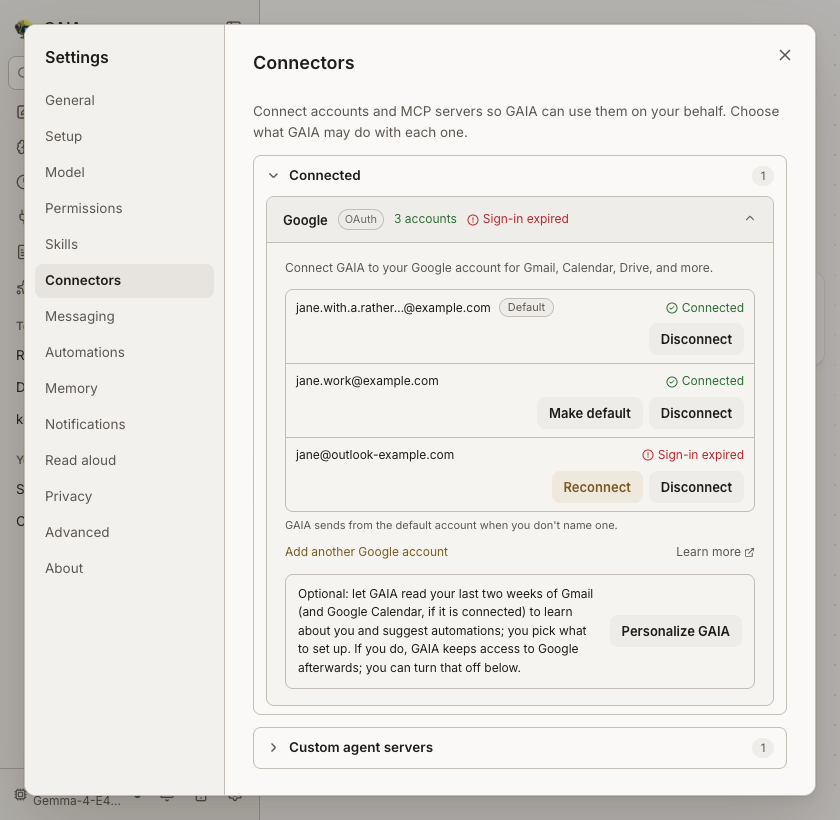 Settings
General
Setup
Model
Permissions
Skills
Connectors
Messaging
Automations
Memory
Notifications
Read aloud
Privacy
Advanced
About
Connectors
Connect accounts and MCP servers so GAIA can use them on your behalf. Choose
what GAIA may do with each one.
Connected 1
Google OAuth 3 accounts Sign-in expired
Connect GAIA to your Google account for Gmail, Calendar, Drive, and more.
jane.with.a.rather...@example.com Default Connected
Disconnect
jane.work@example.com Connected
Make default Disconnect
jane@outlook-example.com Sign-in expired
Reconnect Disconnect
GAIA sends from the default account when you don't name one.
Add another Google account Learn more
Optional: let GAIA read your last two weeks of Gmail
(and Google Calendar, if it is connected) to learn
about you and suggest automations; you pick what
to set up. If you do, GAIA keeps access to Google
afterwards; you can turn that off below.
Personalize GAIA
Custom agent servers 1
Gemma-4-E4...